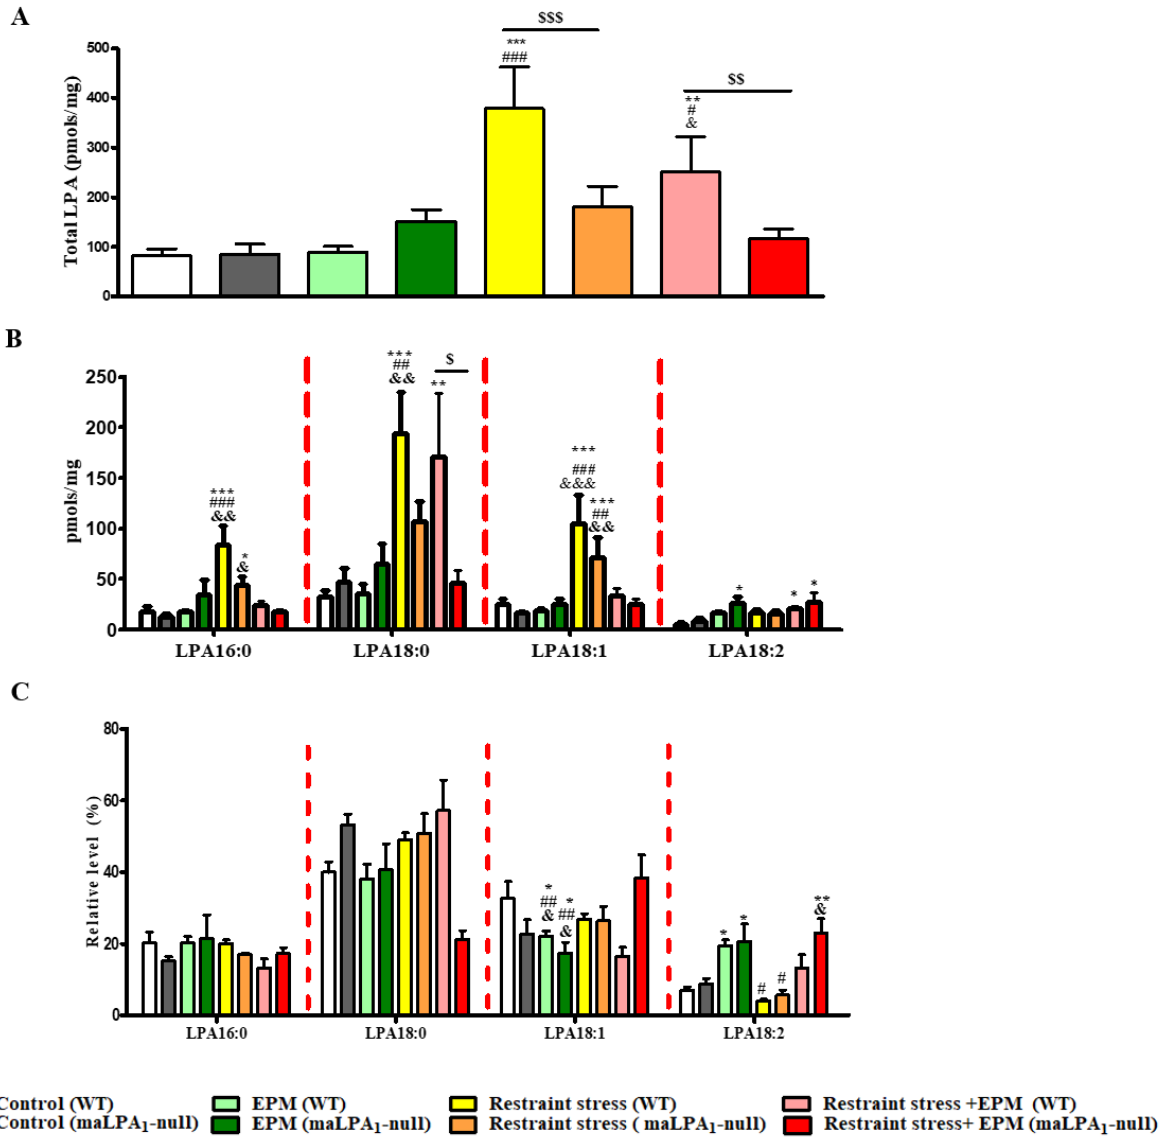 A
$$$
***
###
$$
**
#
&
Total LPA (pmols/mg)
500
400
300
200
100
0
B
***
##
&&
$
**
***
###
&&
*
&
***
###
&&&
***
##
&&
*
*
*
pmols/mg
250
200
150
100
50
0
LPA16:0
LPA18:0
LPA18:1
LPA18:2
C
Relative level (%)
80
60
40
20
0
*
##
&
*
##
&
*
*
#
#
**
&
LPA16:0
LPA18:0
LPA18:1
LPA18:2
Control (WT)
EPM (WT)
Restraint stress (WT)
Restraint stress +EPM (WT)
Control (maLPA1-null)
EPM (maLPA1-null)
Restraint stress ( maLPA1-null)
Restraint stress+ EPM (maLPA1-null)